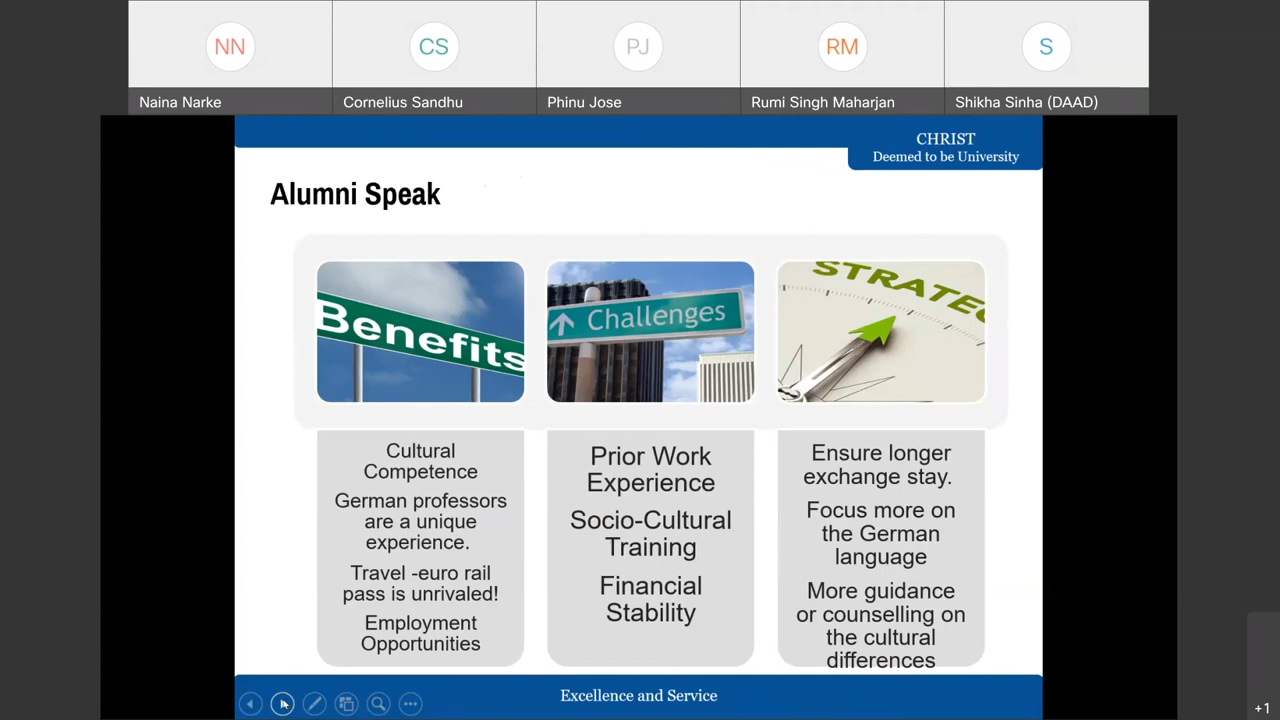 NN
CS
PJ
RM
S
Naina Narke
Cornelius Sandhu
Phinu Jose
Rumi Singh Maharjan
Shikha Sinha (DAAD)
CHRIST
Deemed to be University
Alumni Speak
Benefits
Challenges
STRATEG
Cultural
Competence
German professors
are a unique
experience.
Travel -euro rail
pass is unrivaled!
Employment
Opportunities
Prior Work
Experience
Socio-Cultural
Training
Financial
Stability
Ensure longer
exchange stay.
Focus more on
the German
language
More guidance
or counselling on
the cultural
differences
Excellence and Service
+1